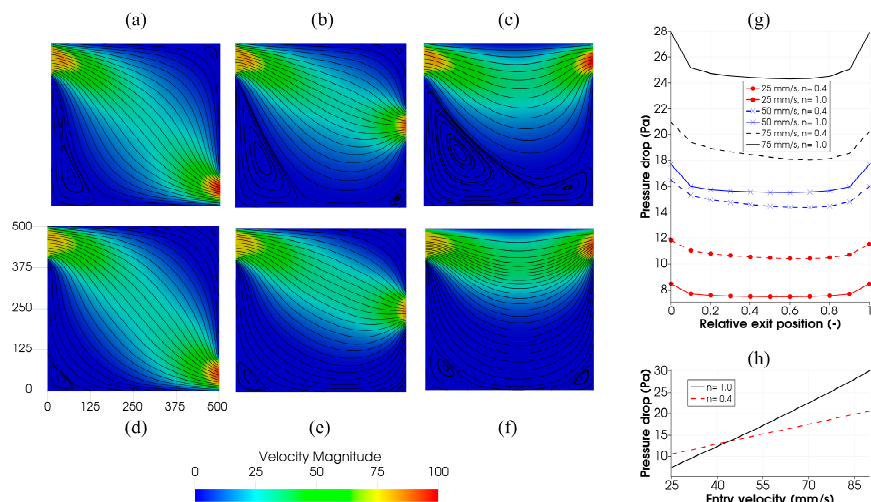 (a)
(b)
(c)
(g)
500
375
250
125
0
0 125 375 500
(d)
(e)
(f)
Velocity Magnitude
0 25 50 75 100
Pressure drop (Pa)
28
26
24
22
20
18
16
14
12
10
8
25 mm/s, n= 0.4
25 mm/s, n= 1.0
50 mm/s, n= 0.4
50 mm/s, n= 1.0
75 mm/s, n= 0.4
75 mm/s, n= 1.0
0 0.2 0.4 0.6 0.8 1
Relative exit position (-)
(h)
Pressure drop (Pa)
30
25
20
15
10
n= 1.0
n= 0.4
25 40 55 70 85
Entry velocity (mm/s)